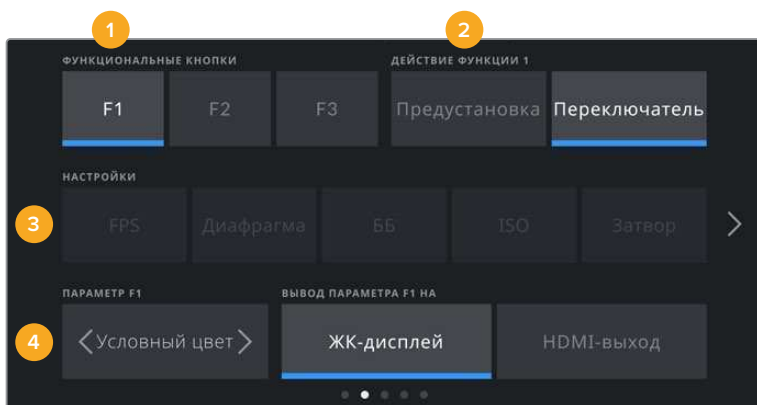 1 2
ФУНКЦИОНАЛЬНЫЕ КНОПКИ ДЕЙСТВИЕ ФУНКЦИИ 1
F1 F2 F3 Предустановка Переключатель
НАСТРОЙКИ
3 FPS Диафрагма ББ ISO Затвор
ПАРАМЕТР F1 ВЫВОД ПАРАМЕТРА F1 НА
4 Условный цвет ЖК-дисплей HDMI-выход